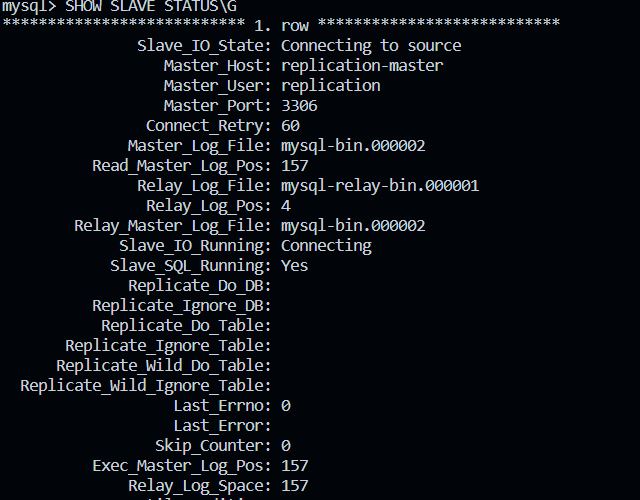 mysql> SHOW SLAVE STATUS\G
*************************** 1. row ***************************
Slave_IO_State: Connecting to source
Master_Host: replication-master
Master_User: replication
Master_Port: 3306
Connect_Retry: 60
Master_Log_File: mysql-bin.000002
Read_Master_Log_Pos: 157
Relay_Log_File: mysql-relay-bin.000001
Relay_Log_Pos: 4
Relay_Master_Log_File: mysql-bin.000002
Slave_IO_Running: Connecting
Slave_SQL_Running: Yes
Replicate_Do_DB:
Replicate_Ignore_DB:
Replicate_Do_Table:
Replicate_Ignore_Table:
Replicate_Wild_Do_Table:
Replicate_Wild_Ignore_Table:
Last_Errno: 0
Last_Error:
Skip_Counter: 0
Exec_Master_Log_Pos: 157
Relay_Log_Space: 157